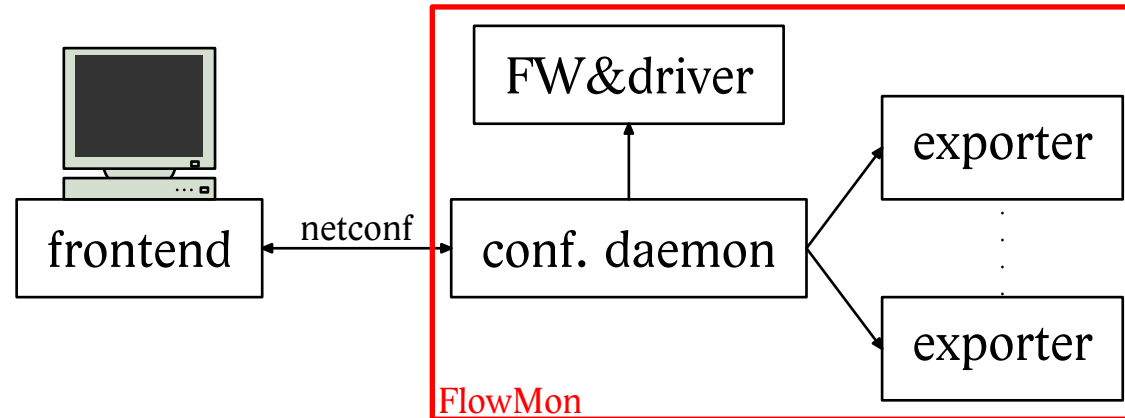 FW&driver
exporter
netconf
frontend
conf. daemon
exporter
FlowMon